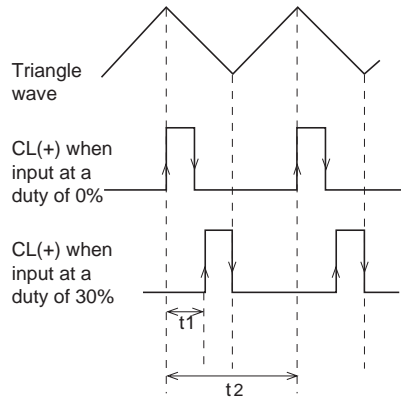 Triangle
wave
CL(+) when
input at a
duty of 0%
CL(+) when
input at a
duty of 30%
t1
t2